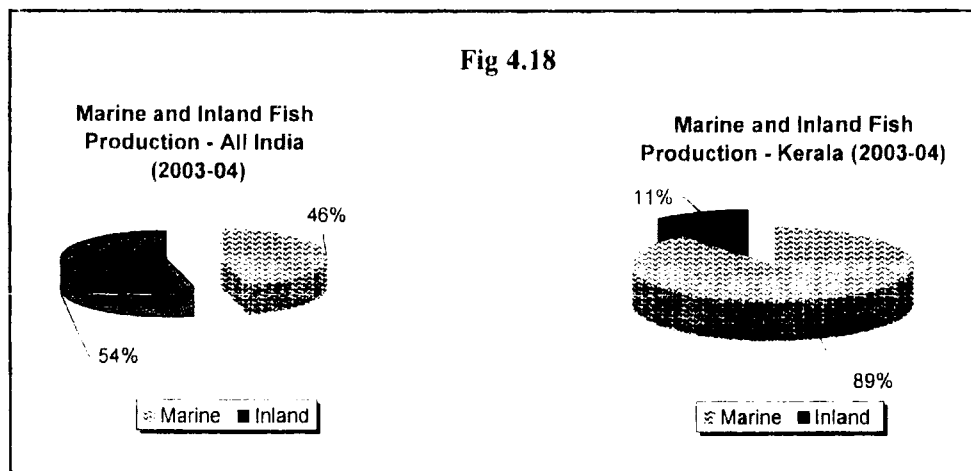 Fig 4.18
Marine and Inland Fish
Production - All India
(2003-04)
46%
54%
Marine Inland
Marine and Inland Fish
Production - Kerala (2003-04)
11%
89%
Marine Inland